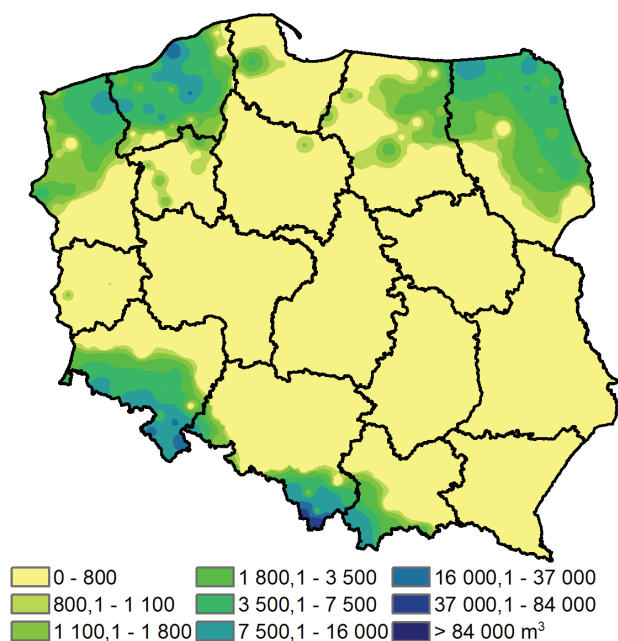 0 - 800
800,1 - 1 100
1 100,1 - 1 800
1 800,1 - 3 500
3 500,1 - 7 500
7 500,1 - 16 000
16 000,1 - 37 000
37 000,1 - 84 000
> 84 000 m³